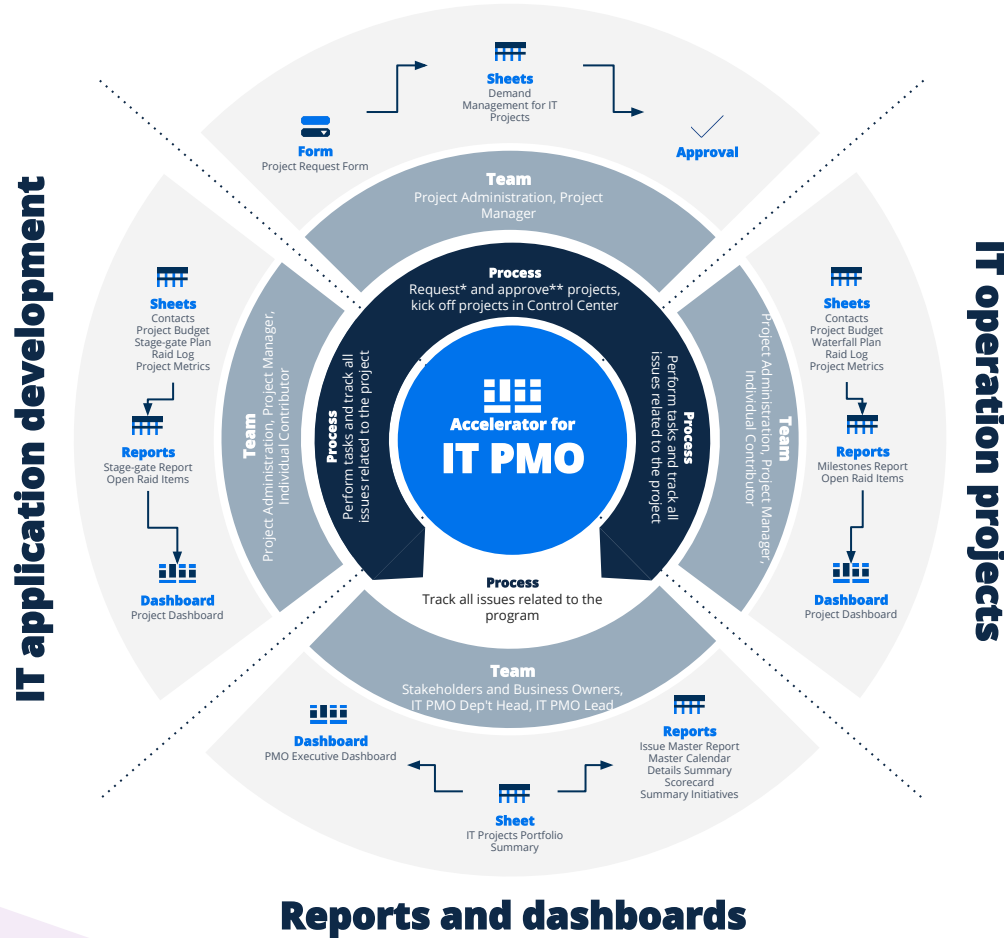 Sheets
Demand
Management for IT
Projects
Form
Project Request Form
Approval
Team
Project Administration, Project
Manager
Process
Request* and approve** projects,
kick off projects in Control Center
Accelerator for
IT PMO
IT application development
Sheets
Contacts
Project Budget
Stage-gate Plan
Raid Log
Project Metrics
Reports
Stage-gate Report
Open Raid Items
Dashboard
Project Dashboard
Team
Project Administration, Project Manager,
Individual Contributor
Process
Perform tasks and track all
issues related to the project
Process
Perform tasks and track all
issues related to the project
Team
Project Administration, Project Manager,
Individual Contributor
Sheets
Contacts
Project Budget
Waterfall Plan
Raid Log
Project Metrics
Reports
Milestones Report
Open Raid Items
Dashboard
Project Dashboard
IT operation projects
Process
Track all issues related to the
program
Team
Stakeholders and Business Owners,
IT PMO Dep't Head, IT PMO Lead
Dashboard
PMO Executive Dashboard
Reports
Issue Master Report
Master Calendar
Details Summary
Scorecard
Summary Initiatives
Sheet
IT Projects Portfolio
Summary
Reports and dashboards